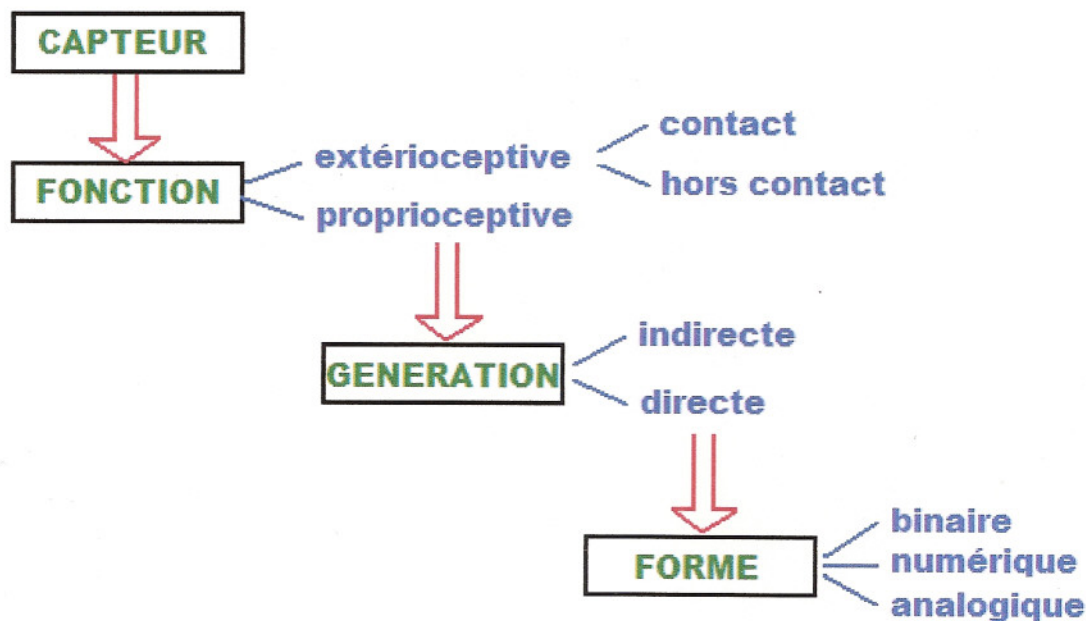 CAPTEUR
contact
extérioceptive
hors contact
FONCTION
proprioceptive
indirecte
GENERATION
directe
binaire
FORME
numérique
analogique